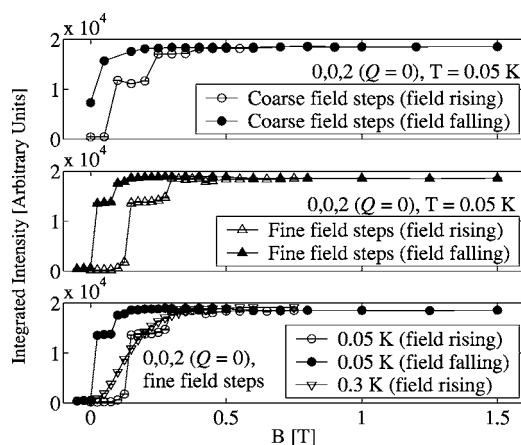 Integrated Intensity [Arbitrary Units]
2 x 10^4
1
0
0,0,2 (Q = 0), T = 0.05 K
Coarse field steps (field rising)
Coarse field steps (field falling)
2 x 10^4
1
0
0,0,2 (Q = 0), T = 0.05 K
Fine field steps (field rising)
Fine field steps (field falling)
2 x 10^4
1
0
0,0,2 (Q = 0),
fine field steps
0.05 K (field rising)
0.05 K (field falling)
0.3 K (field rising)
0 0.5 1 1.5
B [T]